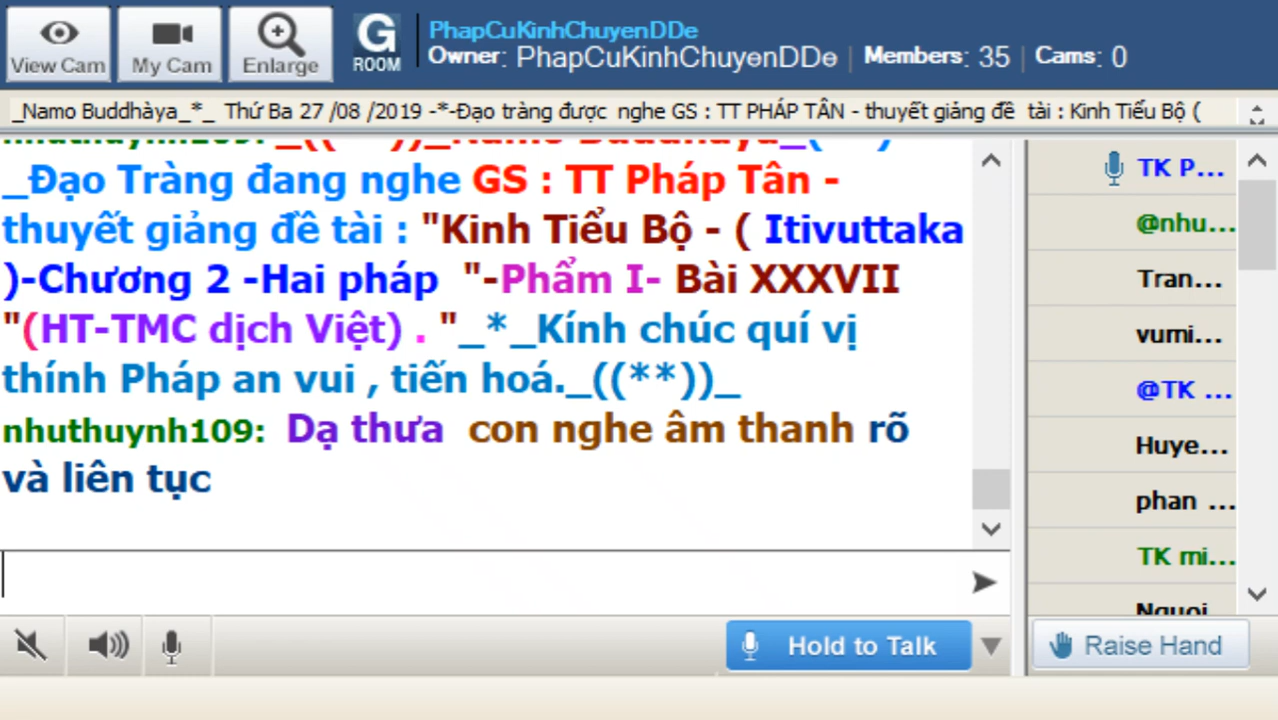 View Cam
My Cam
Enlarge
G
ROOM
PhapCuKinhChuyenDDe
Owner: PhapCuKinhChuyenDDe | Members: 35 | Cams: 0
_Namo Buddhàya_*_ Thứ Ba 27 /08 /2019 -*-Đạo tràng được nghe GS : TT PHÁP TÂN - thuyết giảng đề tài : Kinh Tiểu Bộ (
_Đạo Tràng đang nghe GS : TT Pháp Tân -
thuyết giảng đề tài : "Kinh Tiểu Bộ - ( Itivuttaka
)-Chương 2 -Hai pháp "-Phẩm I- Bài XXXVII
"(HT-TMC dịch Việt) . "_*_Kính chúc quí vị
thính Pháp an vui , tiến hoá._((**))_
nhuthuynh109: Dạ thưa con nghe âm thanh rõ
và liên tục
TK P...
@nhu...
Tran...
vumi...
@TK ...
Huye...
phan ...
TK mi...
Hold to Talk
Raise Hand